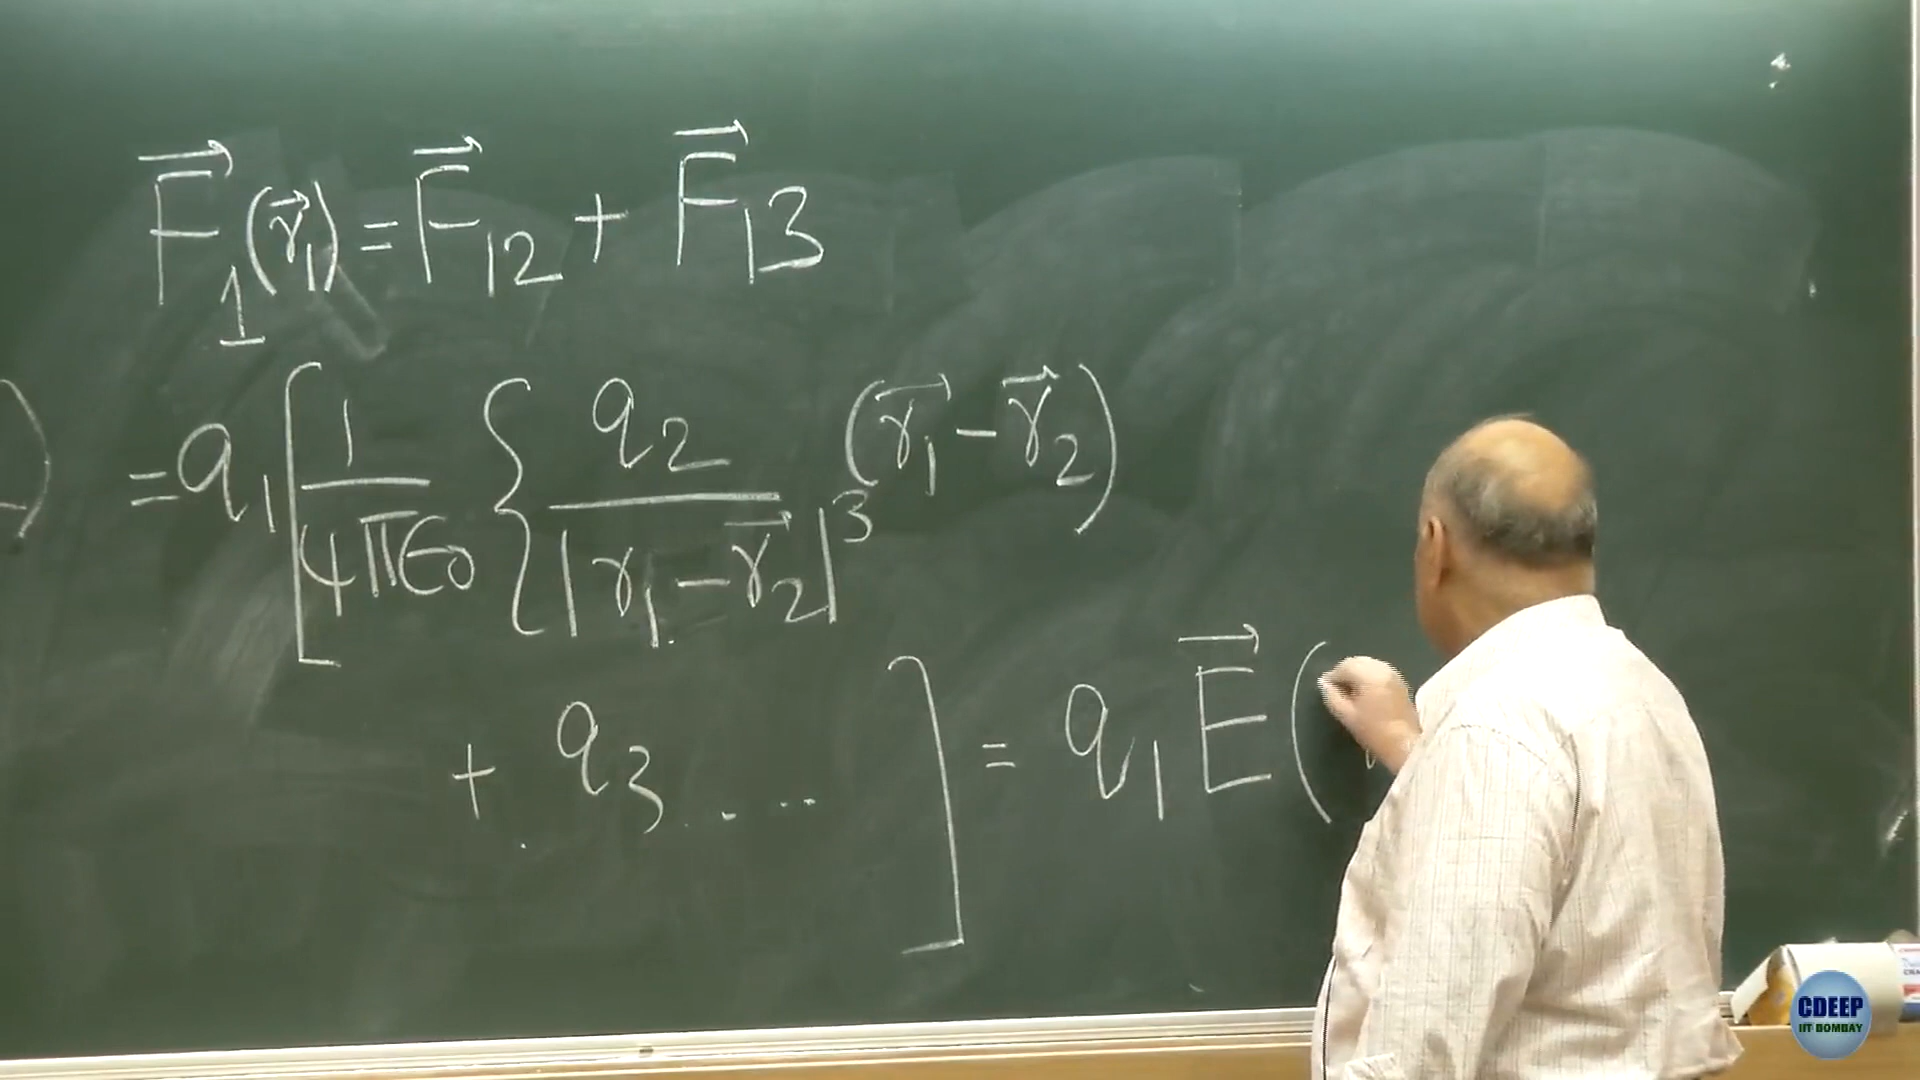 F⃗₁(r⃗₁) = F⃗₁₂ + F⃗₁₃
) = q₁ [ 1/4πϵ₀ { q₂/|r₁ - r⃗₂|³ (r⃗₁ - r⃗₂)
+ q₃ ..... ] = q₁ E⃗ (
CDEEP
IIT BOMBAY